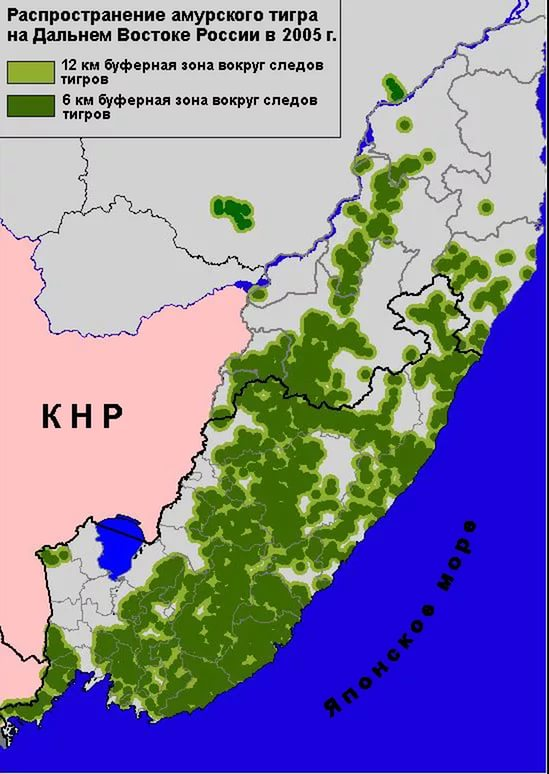 Распространение амурского тигра
на Дальнем Востоке России в 2005 г.
12 км буферная зона вокруг следов
тигров
6 км буферная зона вокруг следов
тигров
КНР
Японское море